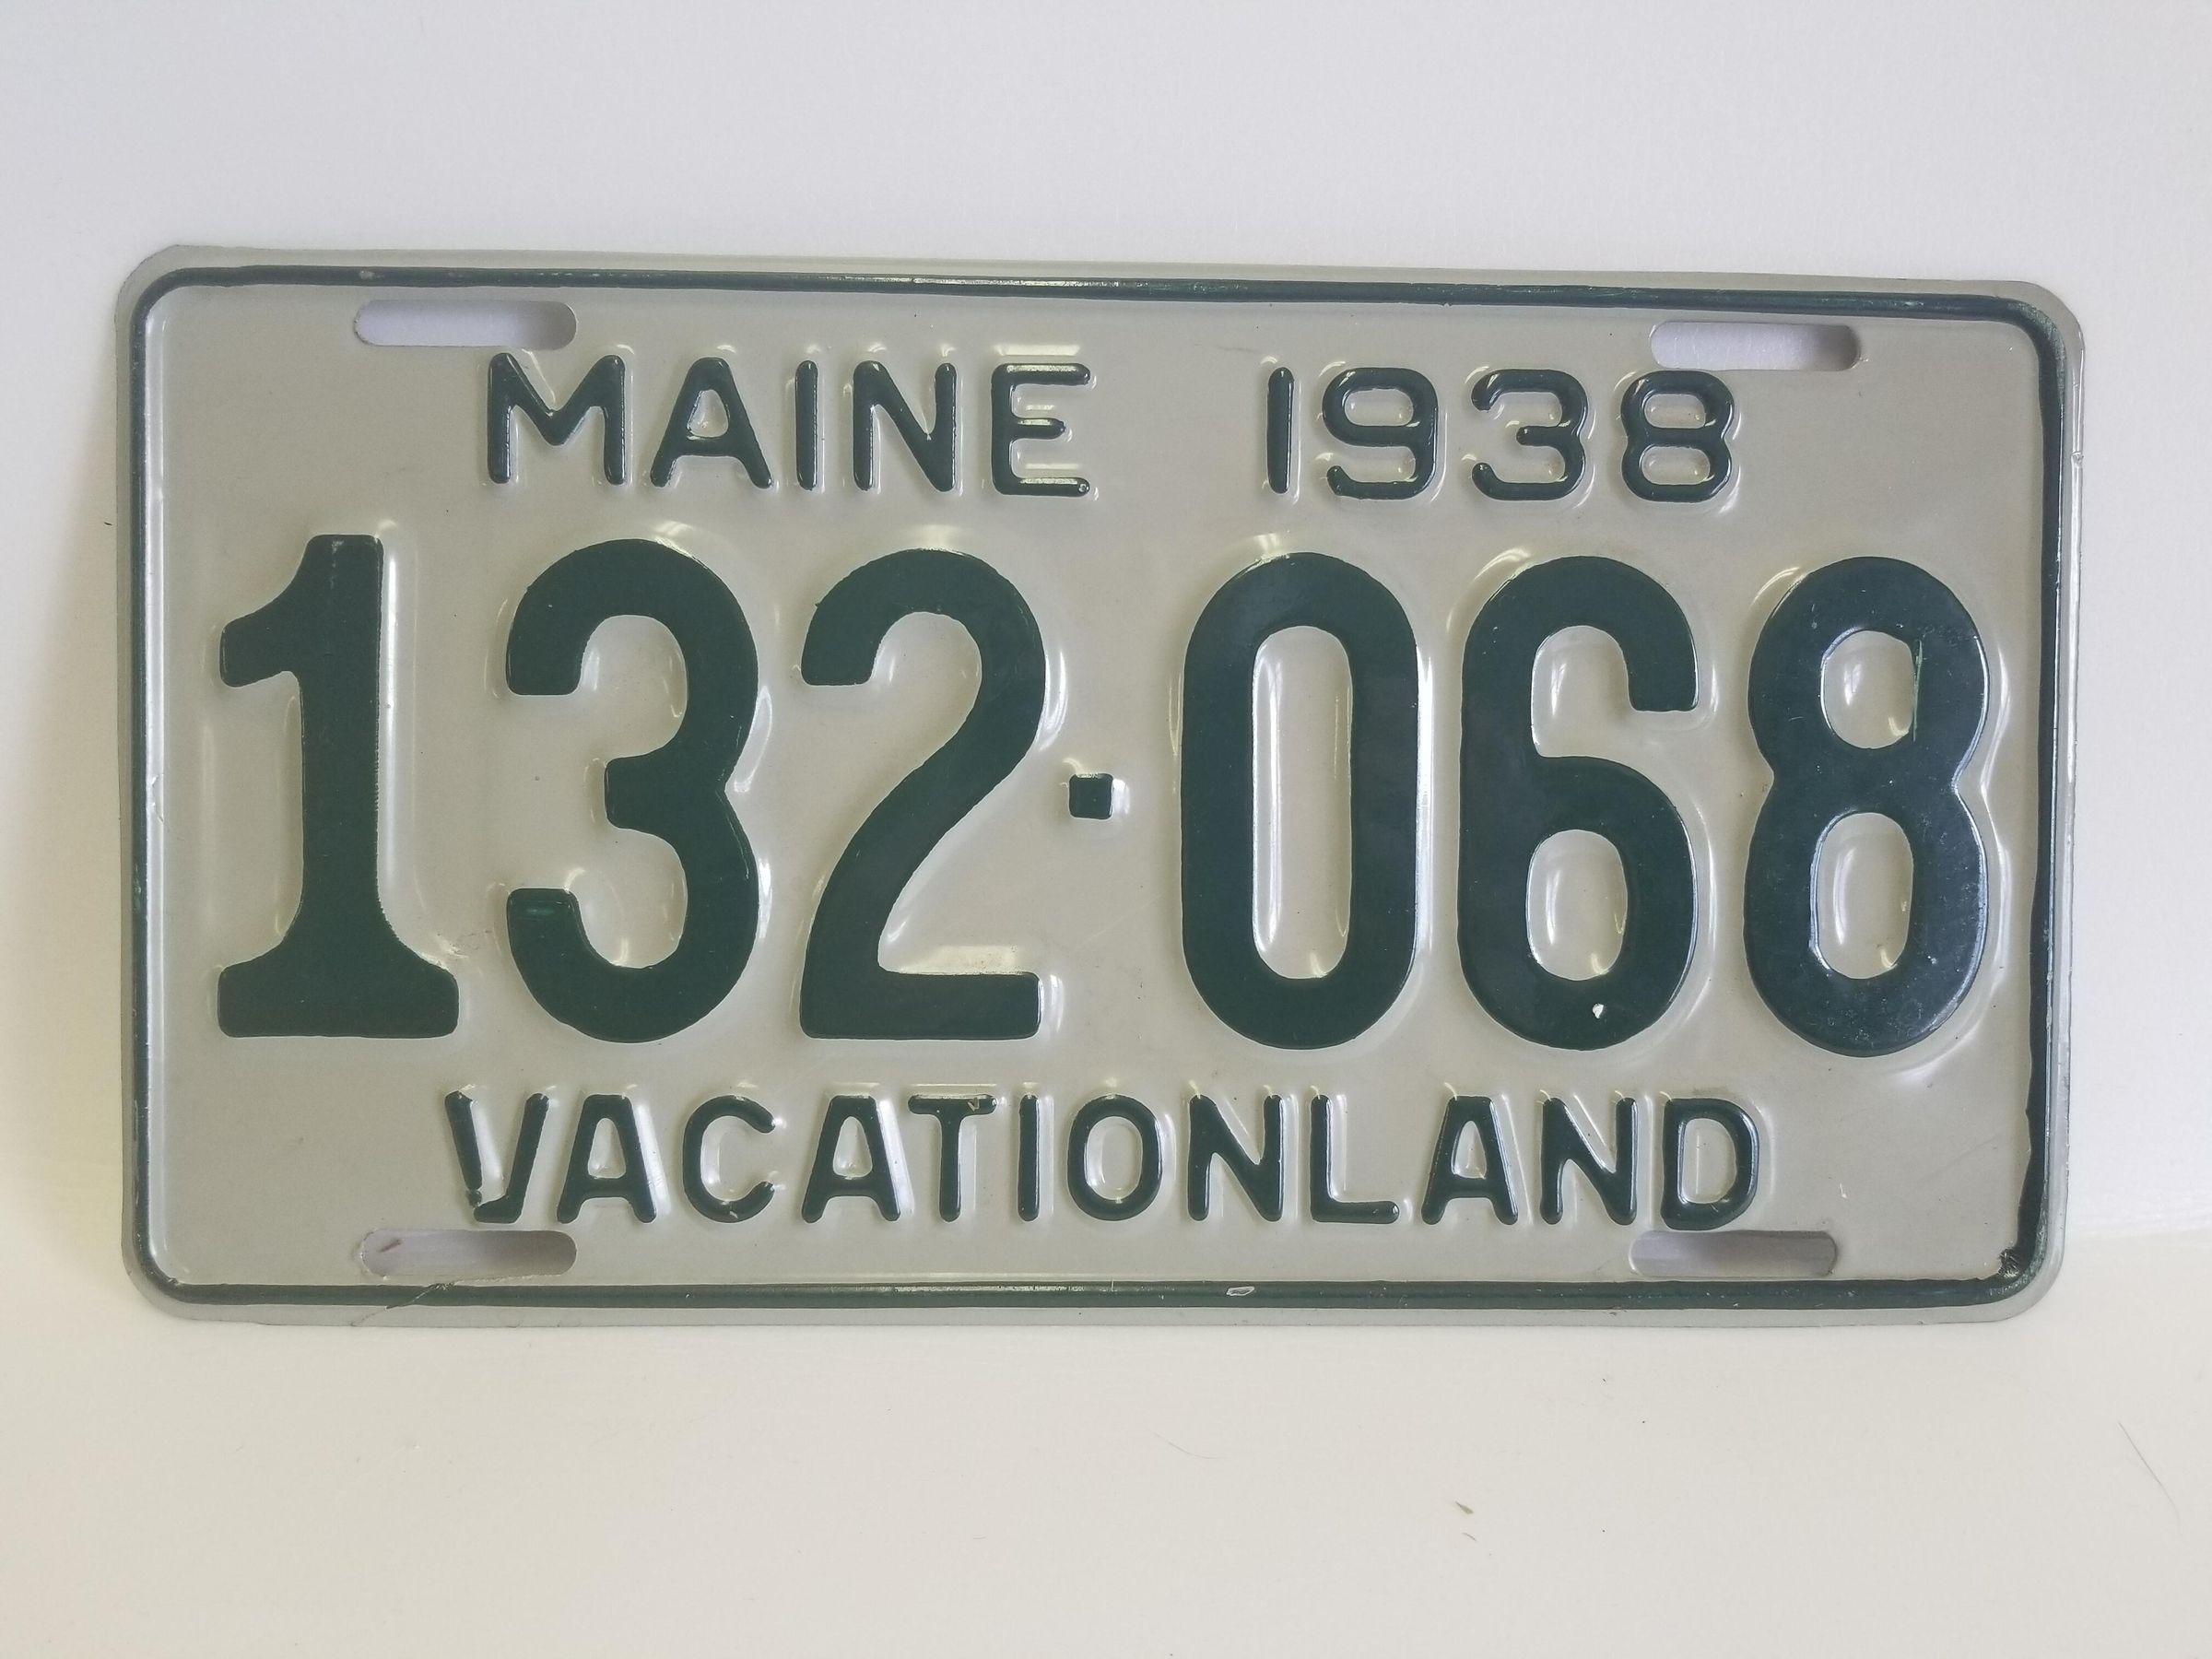 MAINE 1938
132·068
VACATIONLAND